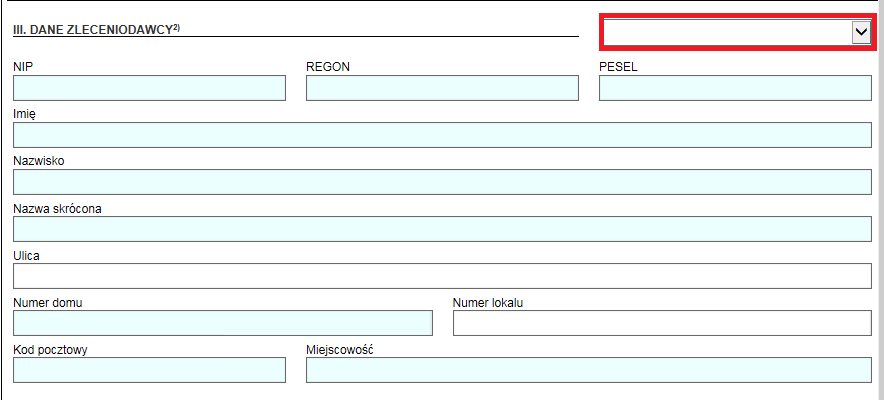 III. DANE ZLECENIODAWCY²⁾
NIP REGON PESEL
Imię
Nazwisko
Nazwa skrócona
Ulica
Numer domu Numer lokalu
Kod pocztowy Miejscowość